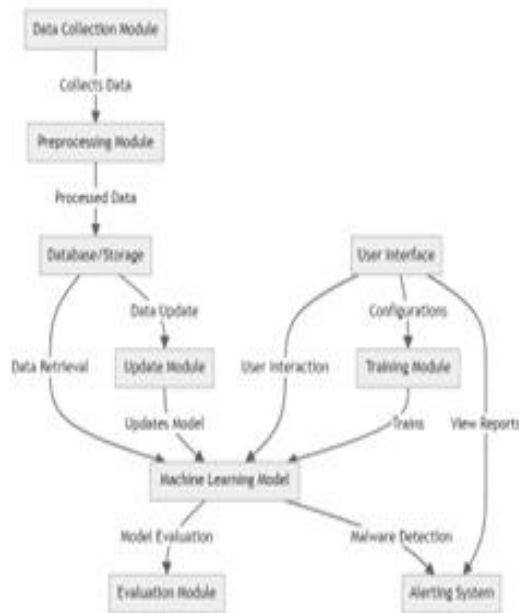 Data Collection Module
Collects Data
Preprocessing Module
Processed Data
Database/Storage
User Interface
Data Update
Configurations
Data Retrieval
Update Module
User Interaction
Training Module
Updates Model
Trains
View Reports
Machine Learning Model
Model Evaluation
Malware Detection
Evaluation Module
Alerting System